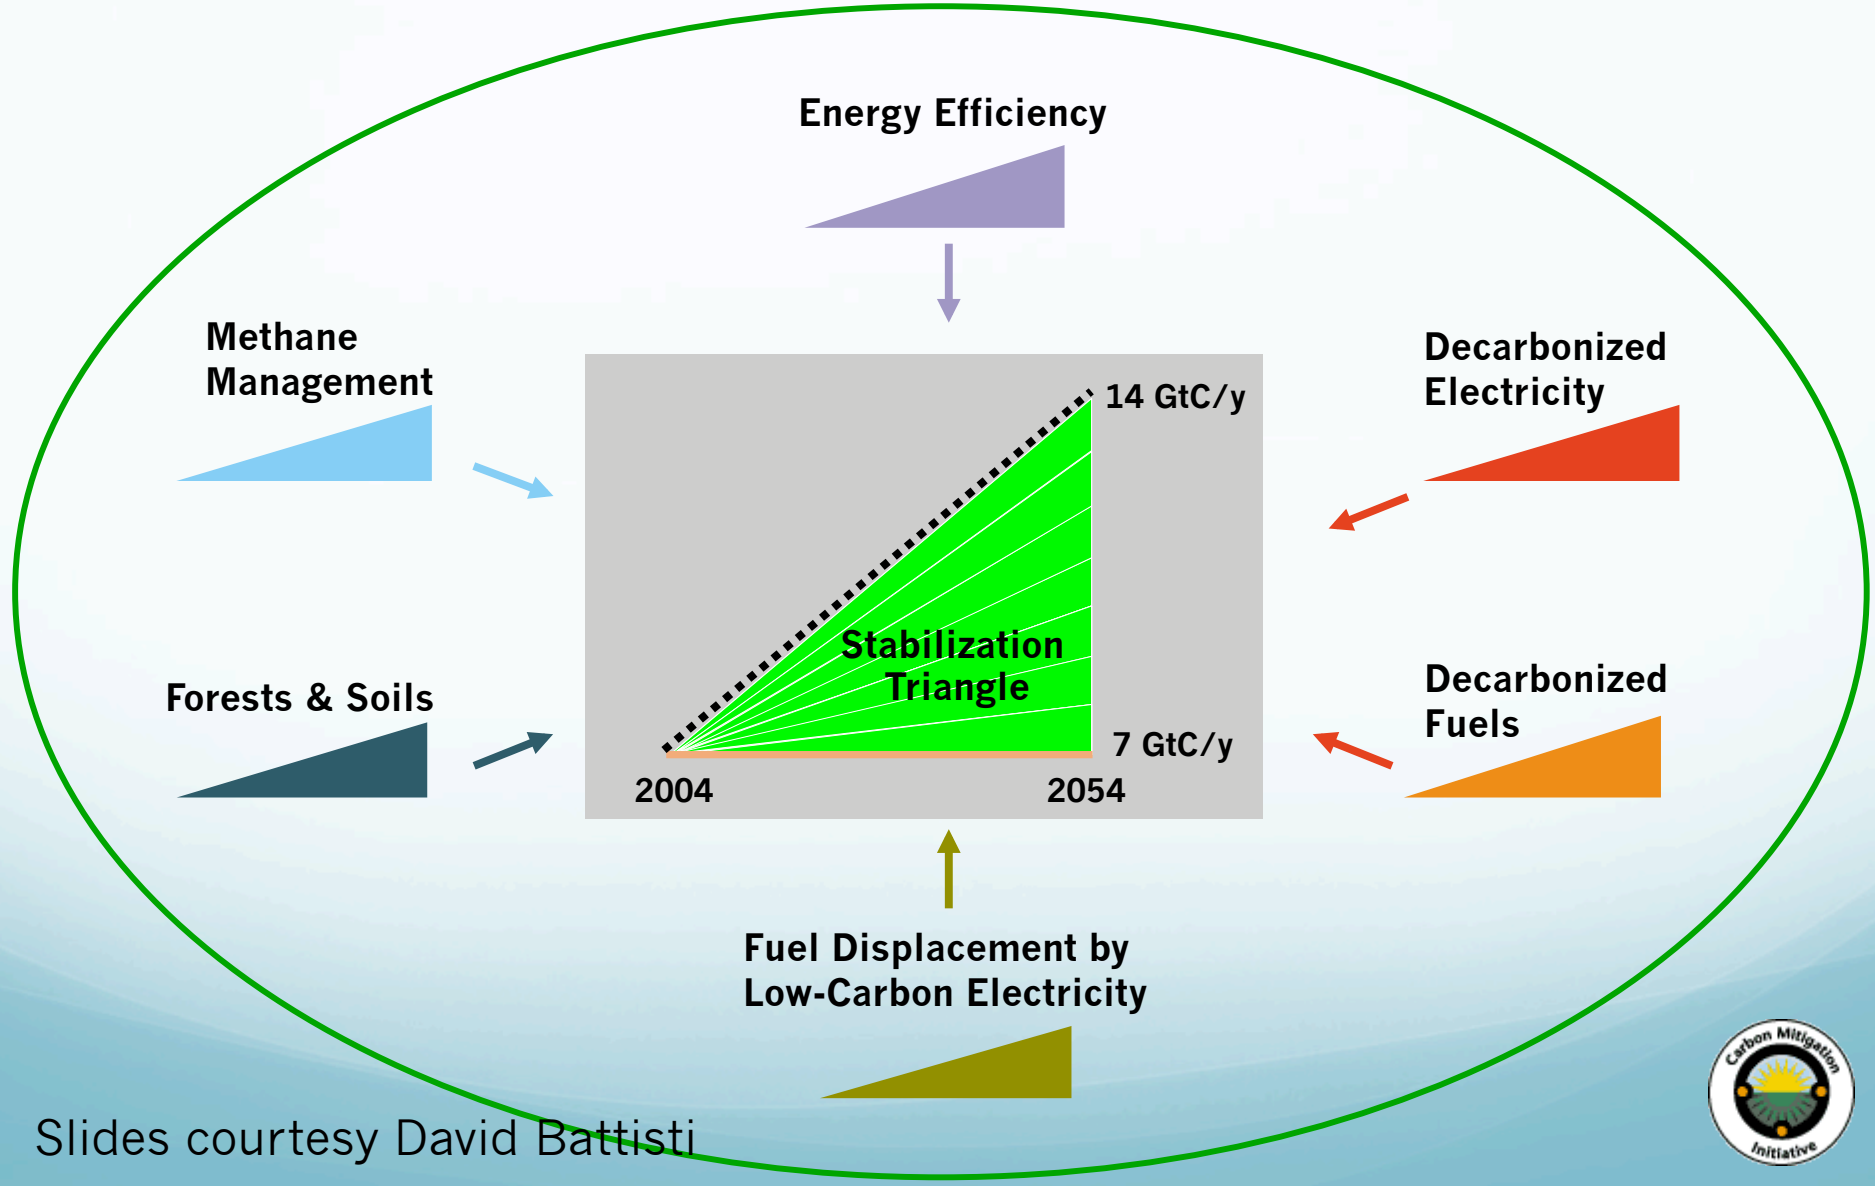 Energy Efficiency
Methane
Management
Decarbonized
Electricity
14 GtC/y
Stabilization
Triangle
Forests & Soils
Decarbonized
Fuels
7 GtC/y
2004
2054
Fuel Displacement by
Low-Carbon Electricity
Slides courtesy David Battisti
Carbon Mitigation
Initiative